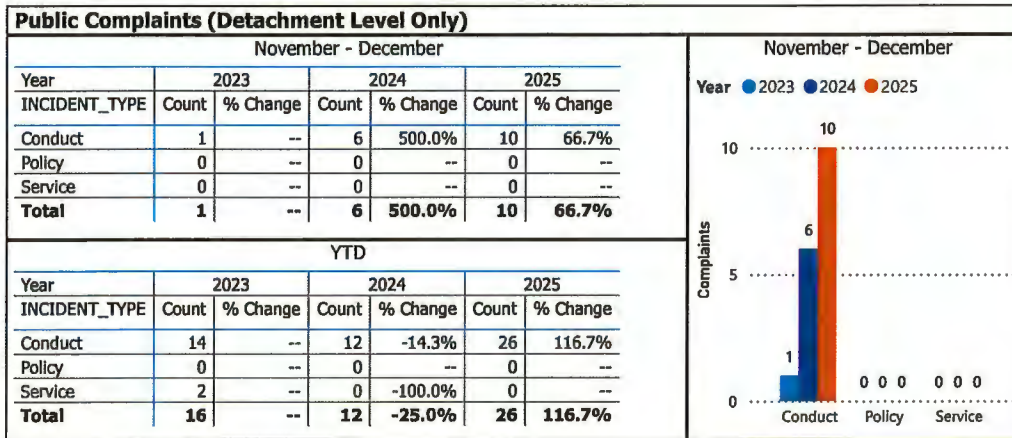 Public Complaints (Detachment Level Only)
November - December
Year 2023 2024 2025
INCIDENT_TYPE Count % Change Count % Change Count % Change
Conduct 1 -- 6 500.0% 10 66.7%
Policy 0 -- 0 -- 0 --
Service 0 -- 0 -- 0 --
Total 1 -- 6 500.0% 10 66.7%
YTD
Year 2023 2024 2025
INCIDENT_TYPE Count % Change Count % Change Count % Change
Conduct 14 -- 12 -14.3% 26 116.7%
Policy 0 -- 0 -- 0 --
Service 2 -- 0 -100.0% 0 --
Total 16 -- 12 -25.0% 26 116.7%
November - December
Year 2023 2024 2025
10
10
6
5
1
0 0 0 0 0 0
0
Conduct Policy Service
Complaints